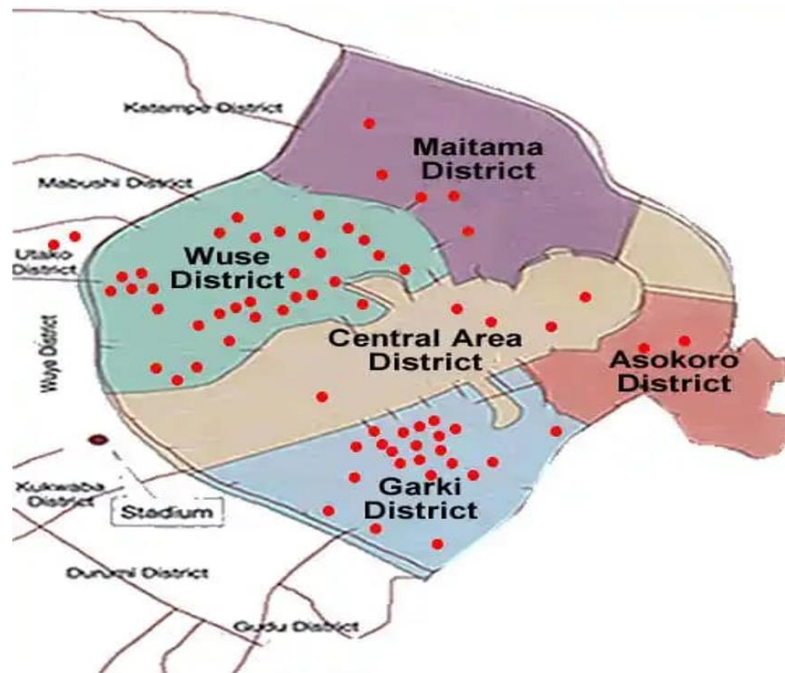 Katampe District
Maitama
District
Mabushi District
Wuse
District
Utako
District
Wuye District
Central Area
District
Asokoro
District
Garki
District
Kukwaba
District
Stadium
Durumi District
Gudu District